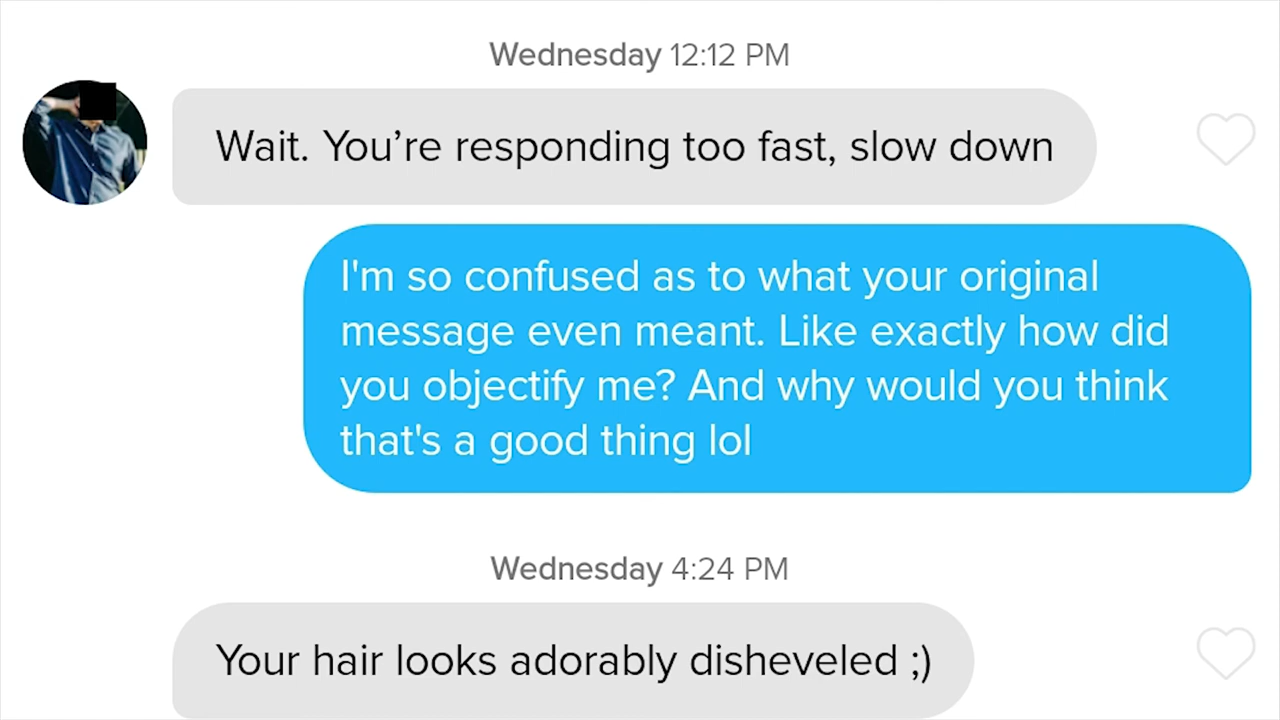 Wednesday 12:12 PM
Wait. You’re responding too fast, slow down
I'm so confused as to what your original
message even meant. Like exactly how did
you objectify me? And why would you think
that's a good thing lol
Wednesday 4:24 PM
Your hair looks adorably disheveled ;)